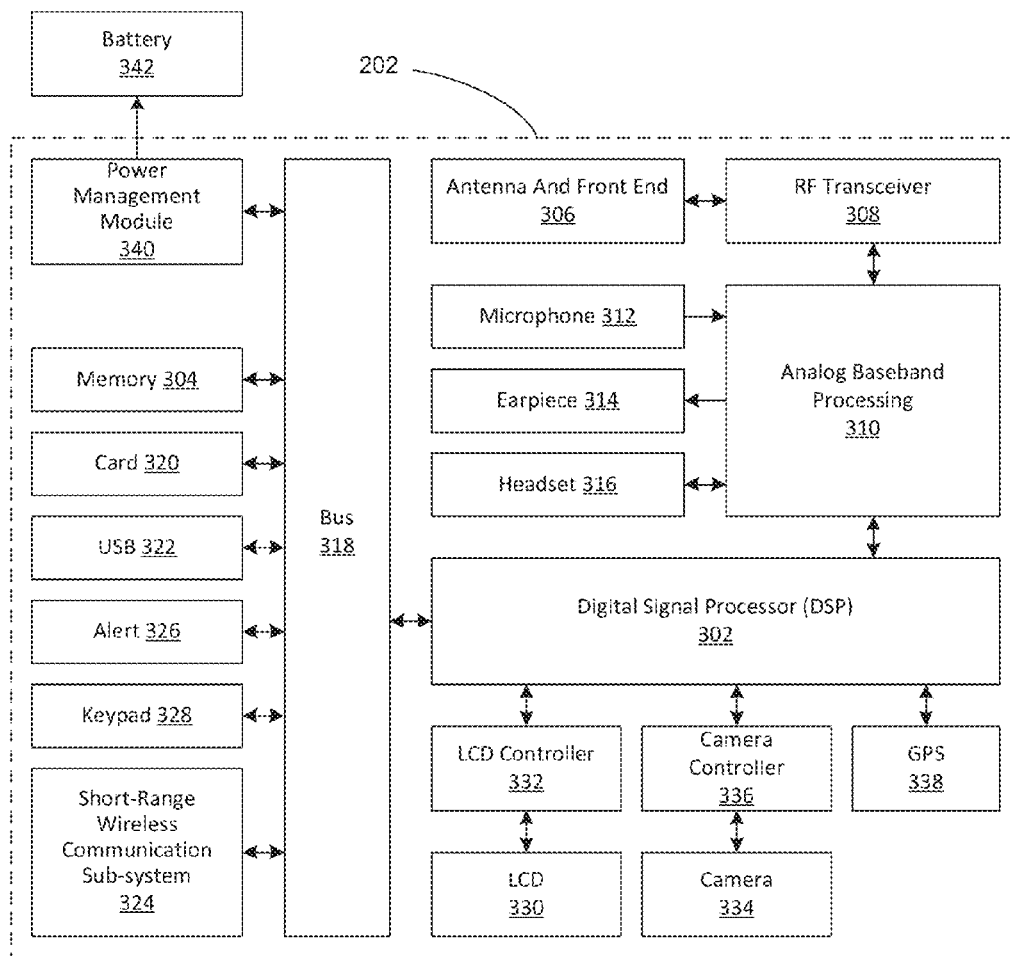 Battery
342
202
Power
Management
Module
340
Memory 304
Card 320
USB 322
Alert 326
Keypad 328
Short-Range
Wireless
Communication
Sub-system
324
Bus
318
Antenna And Front End
306
RF Transceiver
308
Microphone 312
Earpiece 314
Headset 316
Analog Baseband
Processing
310
Digital Signal Processor (DSP)
302
LCD Controller
332
Camera
Controller
336
GPS
338
LCD
330
Camera
334